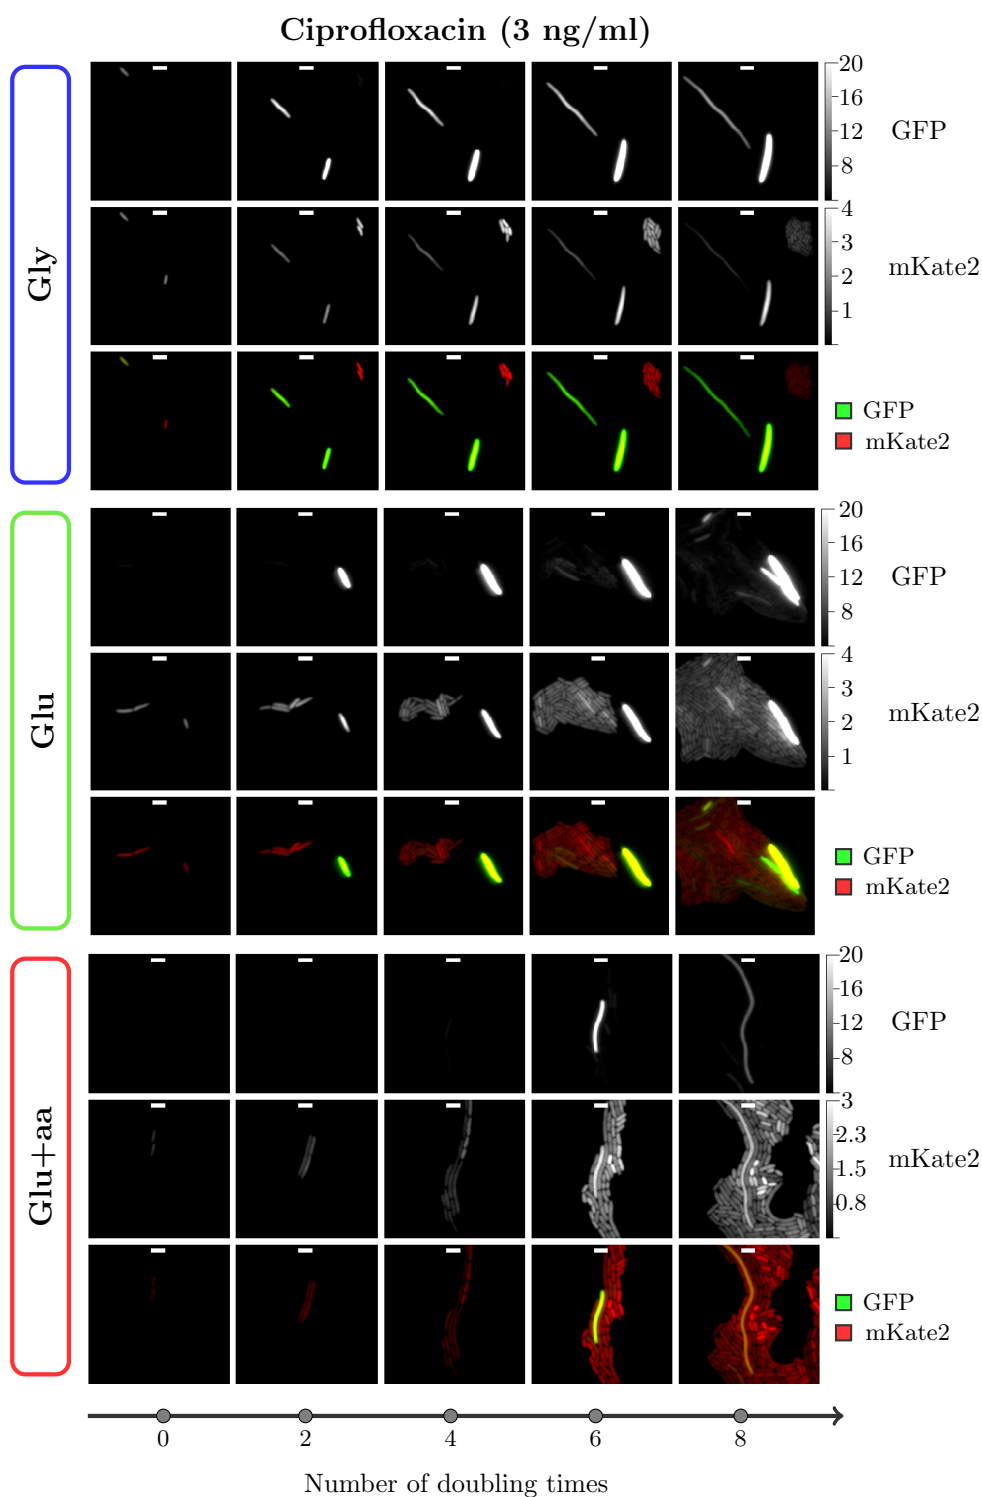 Ciprofloxacin (3 ng/ml)
Gly
20
16
12
8
GFP
4
3
2
1
mKate2
GFP
mKate2
Glu
20
16
12
8
GFP
4
3
2
1
mKate2
GFP
mKate2
Glu+aa
20
16
12
8
GFP
3
2.3
1.5
0.8
mKate2
GFP
mKate2
0 2 4 6 8
Number of doubling times